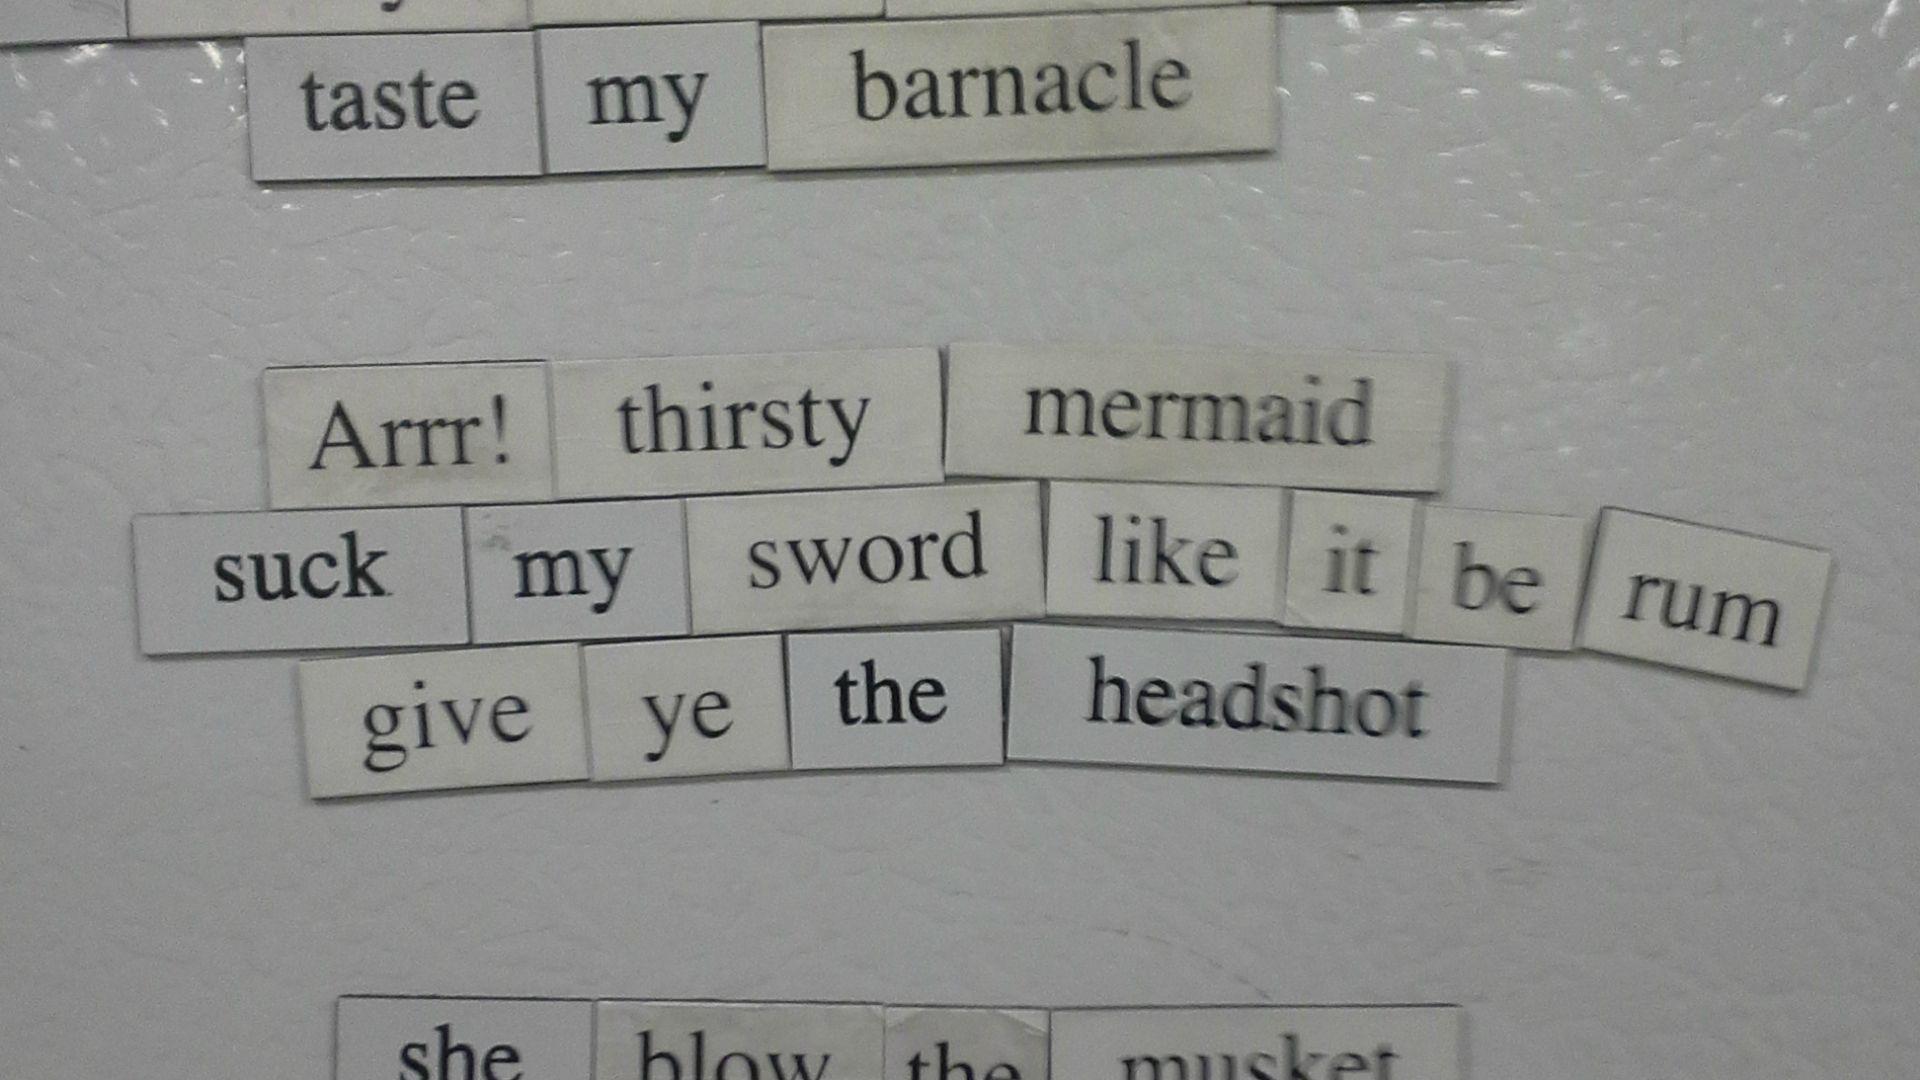 taste my barnacle
Arrr! thirsty mermaid
suck my sword like it be rum
give ye the headshot
she blow the musket